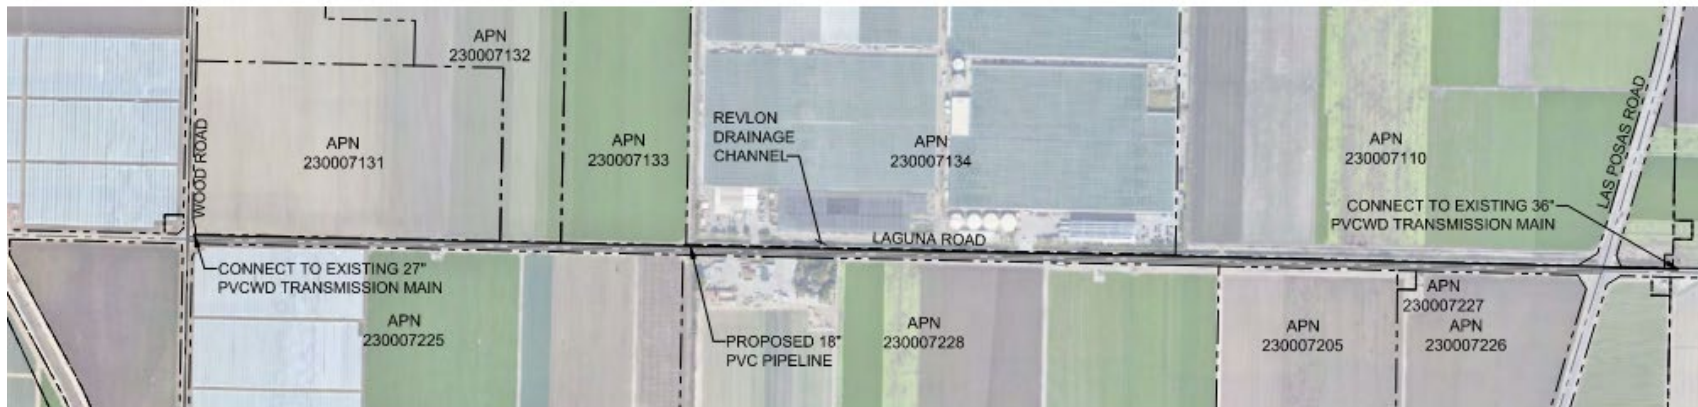 APN
230007132
WOOD ROAD
APN
230007131
APN
230007133
REVLON
DRAINAGE
CHANNEL
APN
230007134
APN
230007110
LAS POSAS ROAD
CONNECT TO EXISTING 36"
PVCWD TRANSMISSION MAIN
LAGUNA ROAD
CONNECT TO EXISTING 27"
PVCWD TRANSMISSION MAIN
APN
230007225
PROPOSED 18"
PVC PIPELINE
APN
230007228
APN
230007205
APN
230007227
APN
230007226